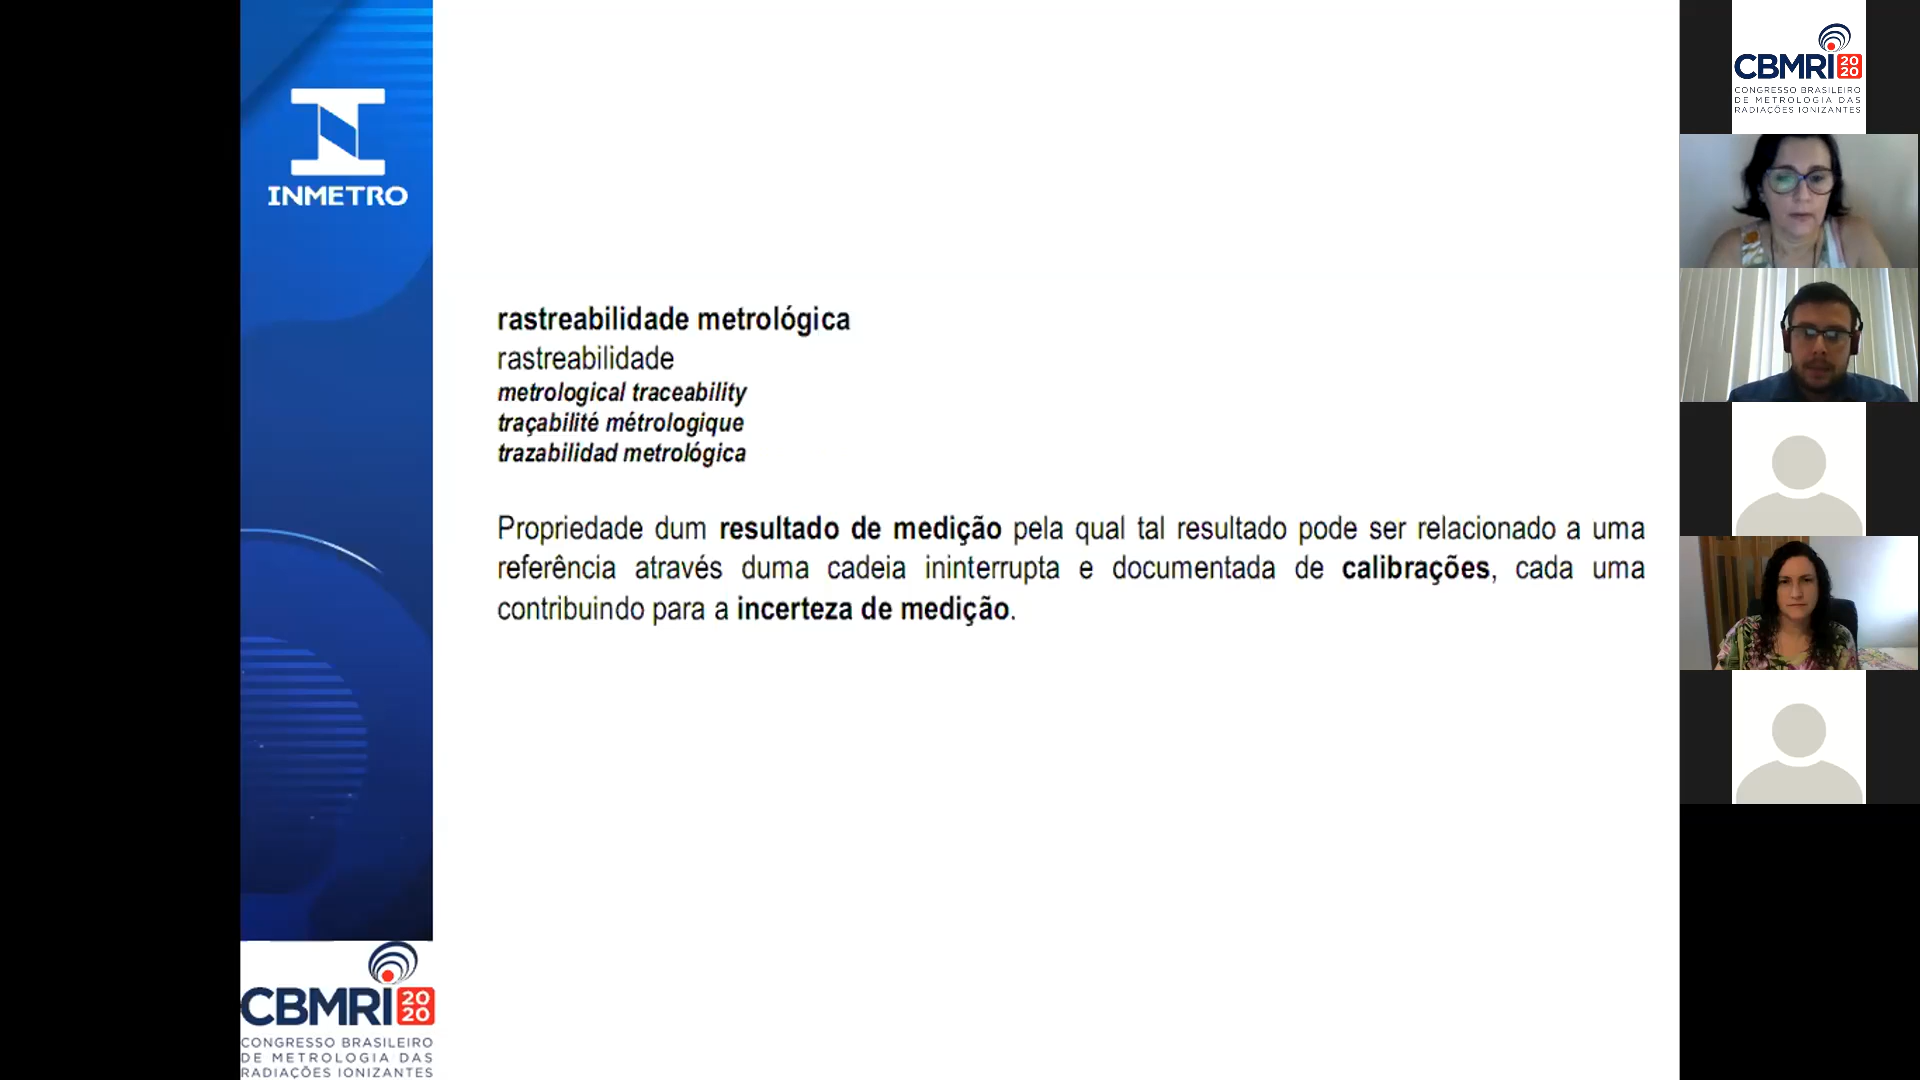 INMETRO
rastreabilidade metrológica
rastreabilidade
metrological traceability
traçabilité métrologique
trazabilidad metrológica
Propriedade dum resultado de medição pela qual tal resultado pode ser relacionado a uma
referência através duma cadeia ininterrupta e documentada de calibrações, cada uma
contribuindo para a incerteza de medição.
CBMRI 20
20
CONGRESSO BRASILEIRO
DE METROLOGIA DAS
RADIAÇÕES IONIZANTES
CBMRI 20
20
CONGRESSO BRASILEIRO
DE METROLOGIA DAS
RADIAÇÕES IONIZANTES